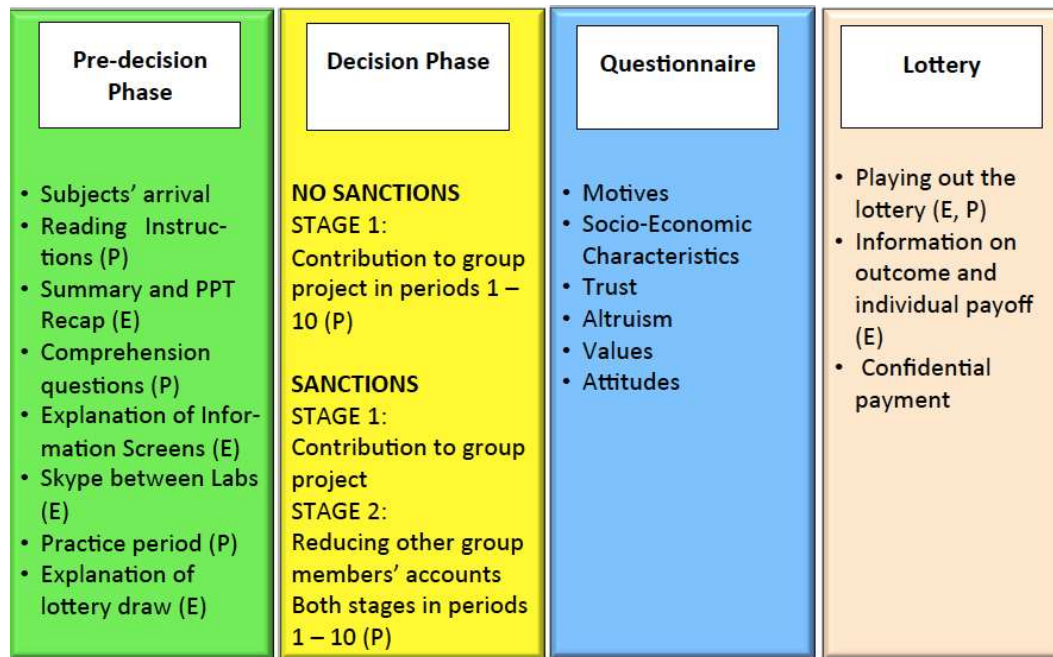 Pre-decision
Phase
• Subjects’ arrival
• Reading Instruc-
tions (P)
• Summary and PPT
Recap (E)
• Comprehension
questions (P)
• Explanation of Infor-
mation Screens (E)
• Skype between Labs
(E)
• Practice period (P)
• Explanation of
lottery draw (E)
Decision Phase
NO SANCTIONS
STAGE 1:
Contribution to group
project in periods 1 –
10 (P)
SANCTIONS
STAGE 1:
Contribution to group
project
STAGE 2:
Reducing other group
members’ accounts
Both stages in periods
1 – 10 (P)
Questionnaire
• Motives
• Socio-Economic
Characteristics
• Trust
• Altruism
• Values
• Attitudes
Lottery
• Playing out the
lottery (E, P)
• Information on
outcome and
individual payoff
(E)
• Confidential
payment